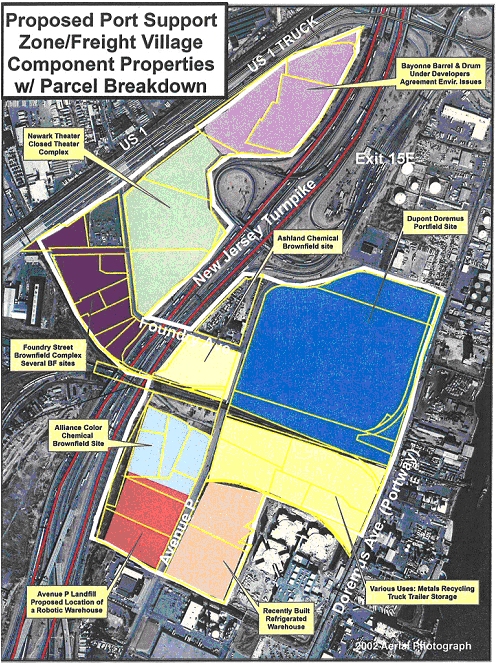 Proposed Port Support
Zone/Freight Village
Component Properties
w/ Parcel Breakdown
US 1 TRUCK
Bayonne Barrel & Drum
Under Developers
Agreement Envir. Issues
US 1
Newark Theater
Closed Theater
Complex
Exit 15E
Dupont Doremus
Portfield Site
New Jersey Turnpike
Ashland Chemical
Brownfield site
Foundry
Foundry Street
Brownfield Complex
Several BF sites
Alliance Color
Chemical
Brownfield Site
Avenue P
Doremus Ave. (Portway)
Avenue P Landfill
Proposed Location of
a Robotic Warehouse
Recently Built
Refrigerated
Warehouse
Various Uses: Metals Recycling
Truck Trailer Storage
2002 Aerial Photograph